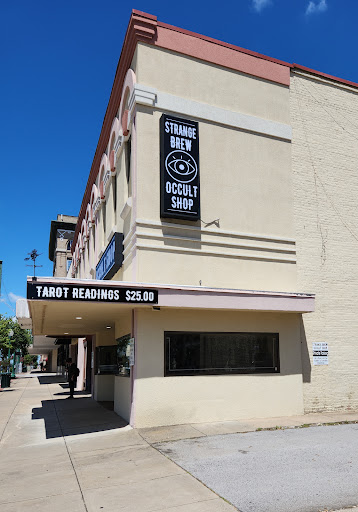 STRANGE
BREW
OCCULT
SHOP
TAROT READINGS $25.00